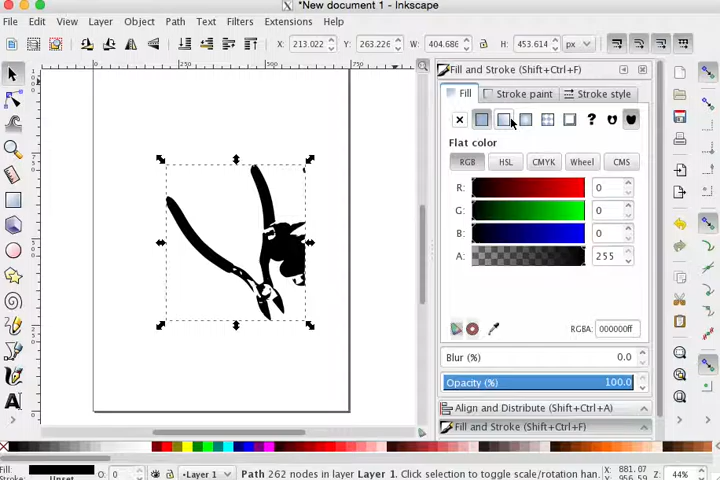 *New document 1 - Inkscape
File Edit View Layer Object Path Text Filters Extensions Help
X: 213.022 Y: 263.226 W: 404.686 H: 453.614 px
Fill and Stroke (Shift+Ctrl+F)
Fill Stroke paint Stroke style
?
Flat color
RGB HSL CMYK Wheel CMS
R: 0
G: 0
B: 0
A: 255
RGBA: 000000ff
Blur (%) 0.0
Opacity (%) 100.0
Align and Distribute (Shift+Ctrl+A)
Fill and Stroke (Shift+Ctrl+F)
0 250 500
Fill: O: 0 Layer 1 Path 262 nodes in layer Layer 1. Click selection to toggle scale/rotation han. X: 881.07 Z: 44%
Unset Y: